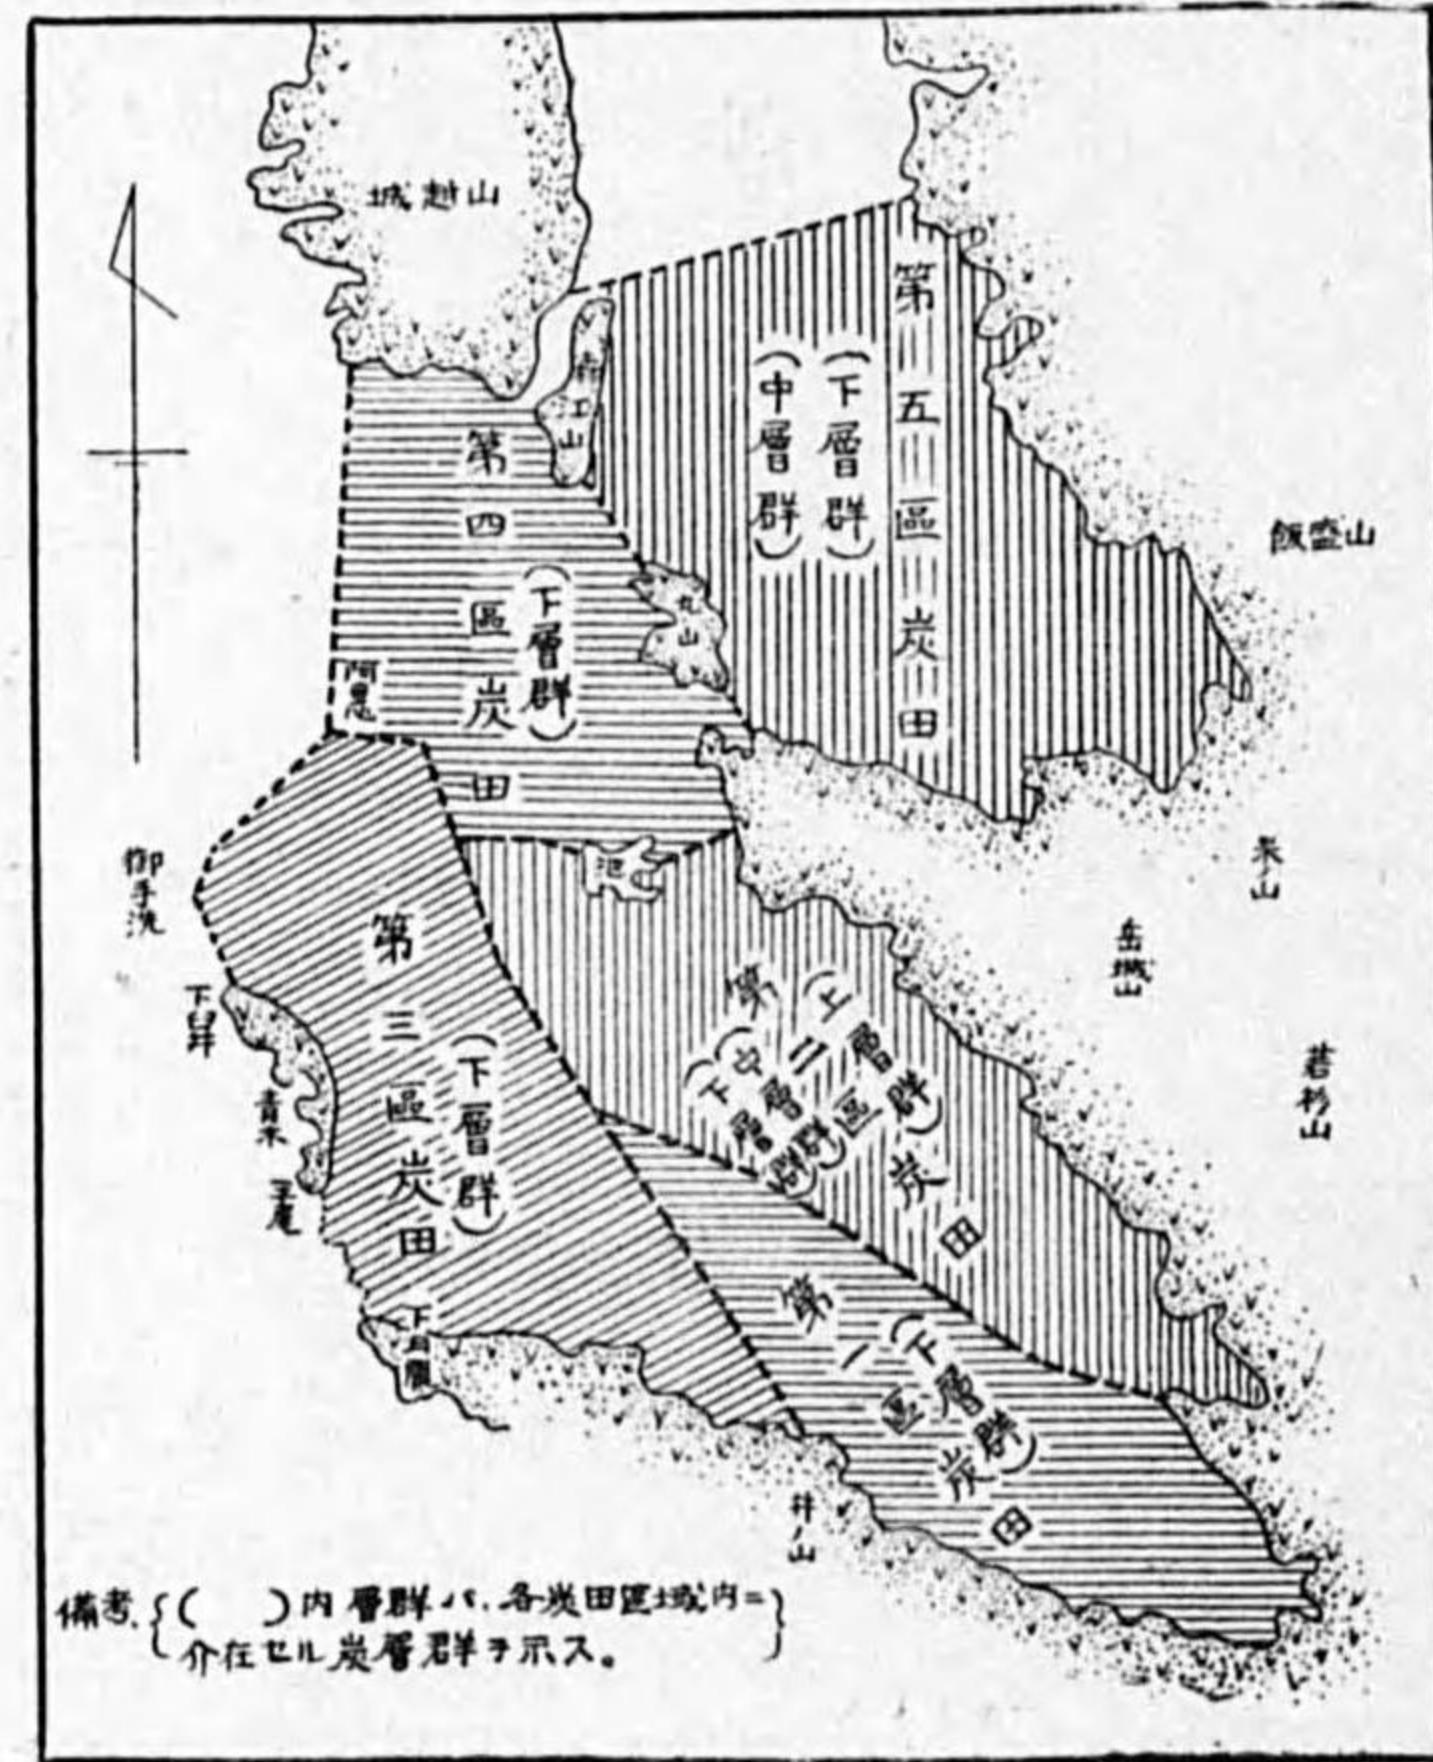 城越山
第五區炭田
(下層群)
(中層群)
江山
第四區炭田
(下層群)
丸山
飯盛山
御手洗
池
岳城山
若杉山
第三區炭田
(下層群)
第二區炭田
(上層群)
(中層群)
(下層群)
下臼井
青木
第一區炭田
(下層群)
井ノ山
備考.{( )内層群ハ、各炭田區域内ニ
介在セル炭層群ヲ示ス。}